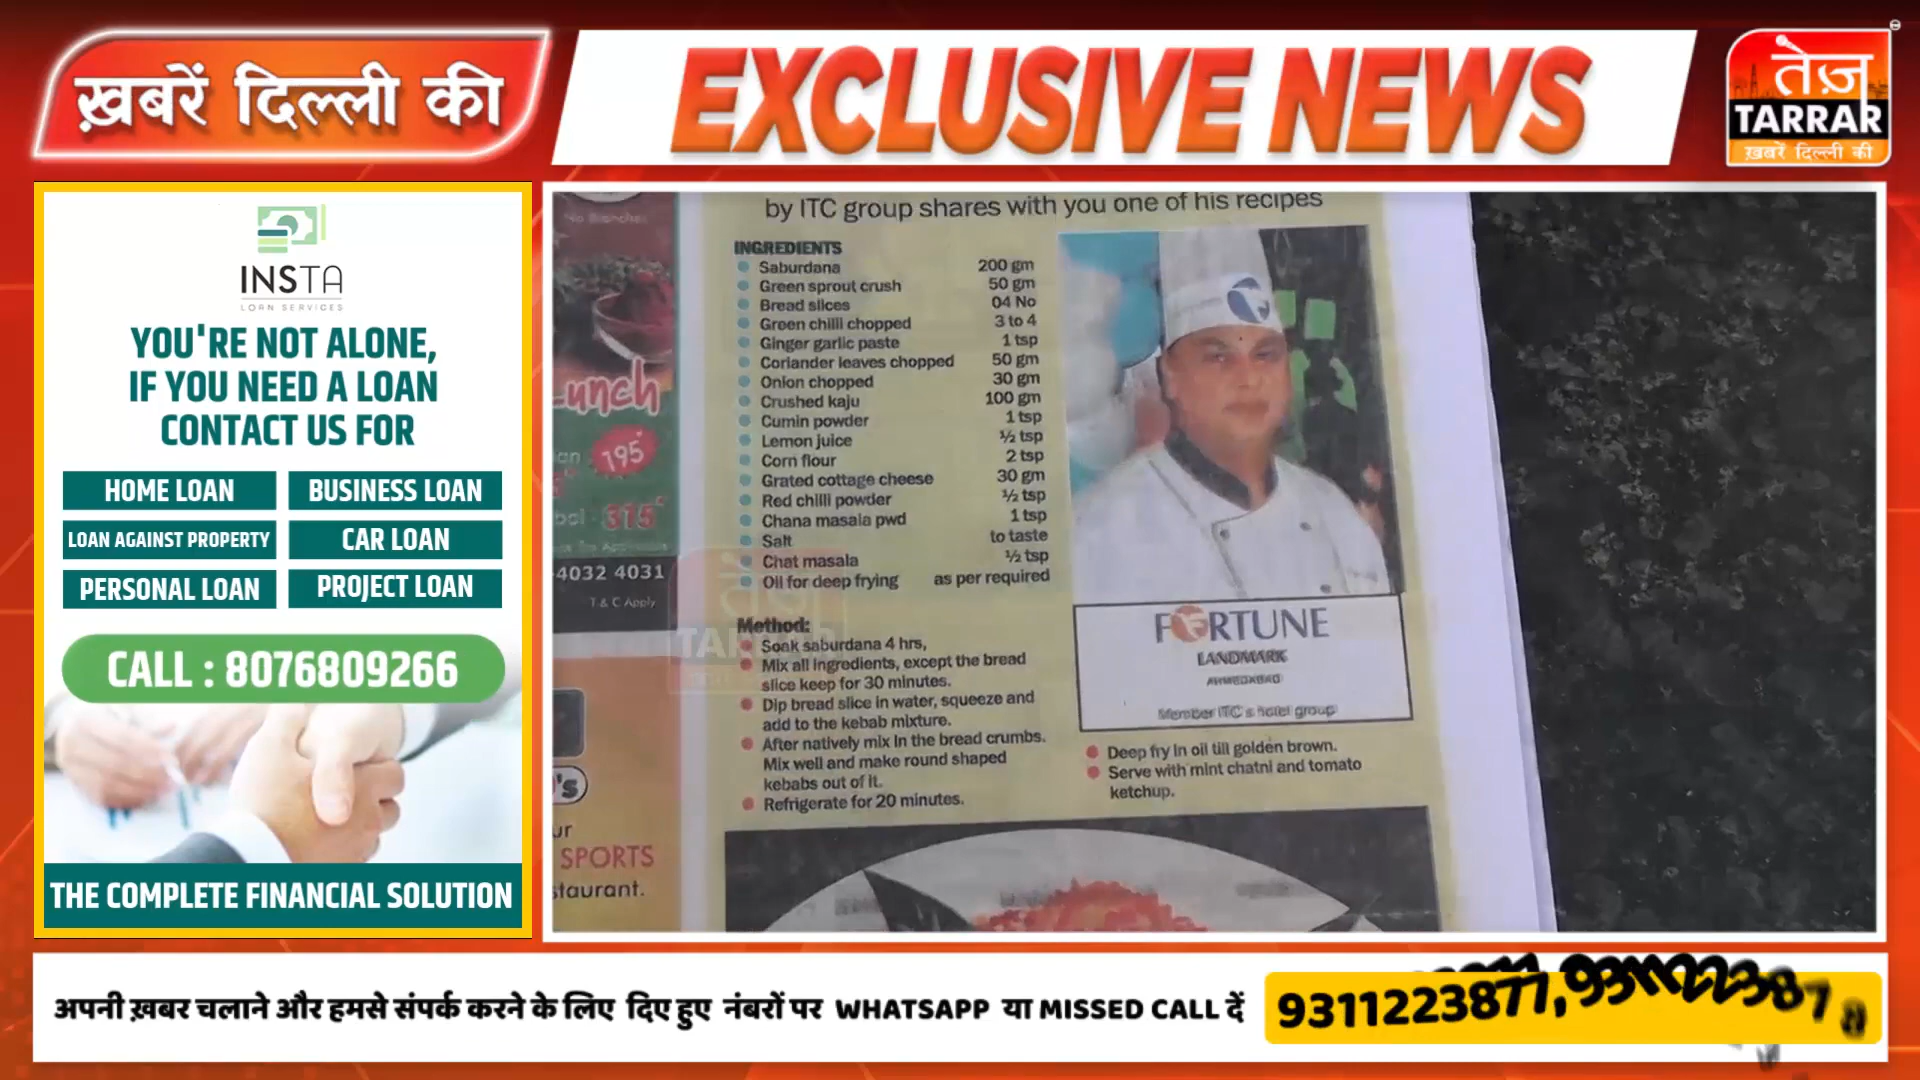 ख़बरें दिल्ली की
EXCLUSIVE NEWS
तेज़
TARRAR
ख़बरें दिल्ली की
INSTA
LOAN SERVICES
YOU'RE NOT ALONE,
IF YOU NEED A LOAN
CONTACT US FOR
HOME LOAN
BUSINESS LOAN
LOAN AGAINST PROPERTY
CAR LOAN
PERSONAL LOAN
PROJECT LOAN
CALL : 8076809266
THE COMPLETE FINANCIAL SOLUTION
No Branches
Lunch
195
315
4032 4031
T & C Apply
SPORTS
by ITC group shares with you one of his recipes
INGREDIENTS
Saburdana 200 gm
Green sprout crush 50 gm
Bread slices 04 No
Green chilli chopped 3 to 4
Ginger garlic paste 1 tsp
Coriander leaves chopped 50 gm
Onion chopped 30 gm
Crushed kaju 100 gm
Cumin powder 1 tsp
Lemon juice ½ tsp
Corn flour 2 tsp
Grated cottage cheese 30 gm
Red chilli powder ½ tsp
Chana masala pwd 1 tsp
Salt to taste
Chat masala ½ tsp
Oil for deep frying as per required
Method:
Soak saburdana 4 hrs,
Mix all ingredients, except the bread
slice keep for 30 minutes.
Dip bread slice in water, squeeze and
add to the kebab mixture.
After natively mix in the bread crumbs.
Mix well and make round shaped
kebabs out of it.
Refrigerate for 20 minutes.
FORTUNE
LANDMARK
AHMEDABAD
Member ITC's hotel group
Deep fry in oil till golden brown.
Serve with mint chatni and tomato
ketchup.
अपनी ख़बर चलाने और हमसे संपर्क करने के लिए दिए हुए नंबरों पर WHATSAPP या MISSED CALL दें
9311223877,